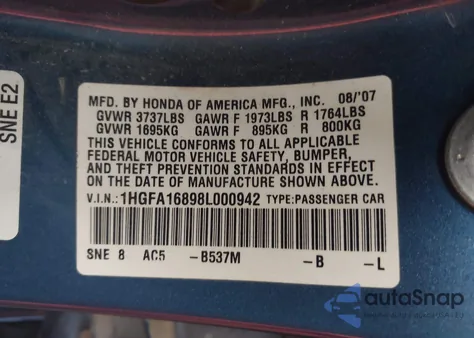 SNE E2
MFD. BY HONDA OF AMERICA MFG., INC. 08/'07
GVWR 3737LBS GAWR F 1973LBS R 1764LBS
GVWR 1695KG GAWR F 895KG R 800KG
THIS VEHICLE CONFORMS TO ALL APPLICABLE
FEDERAL MOTOR VEHICLE SAFETY, BUMPER,
AND THEFT PREVENTION STANDARDS IN EFFECT
ON THE DATE OF MANUFACTURE SHOWN ABOVE.
V.I.N.: 1HGFA16898L000942 TYPE: PASSENGER CAR
SNE 8 AC5 -B537M -B -L
autoSnap